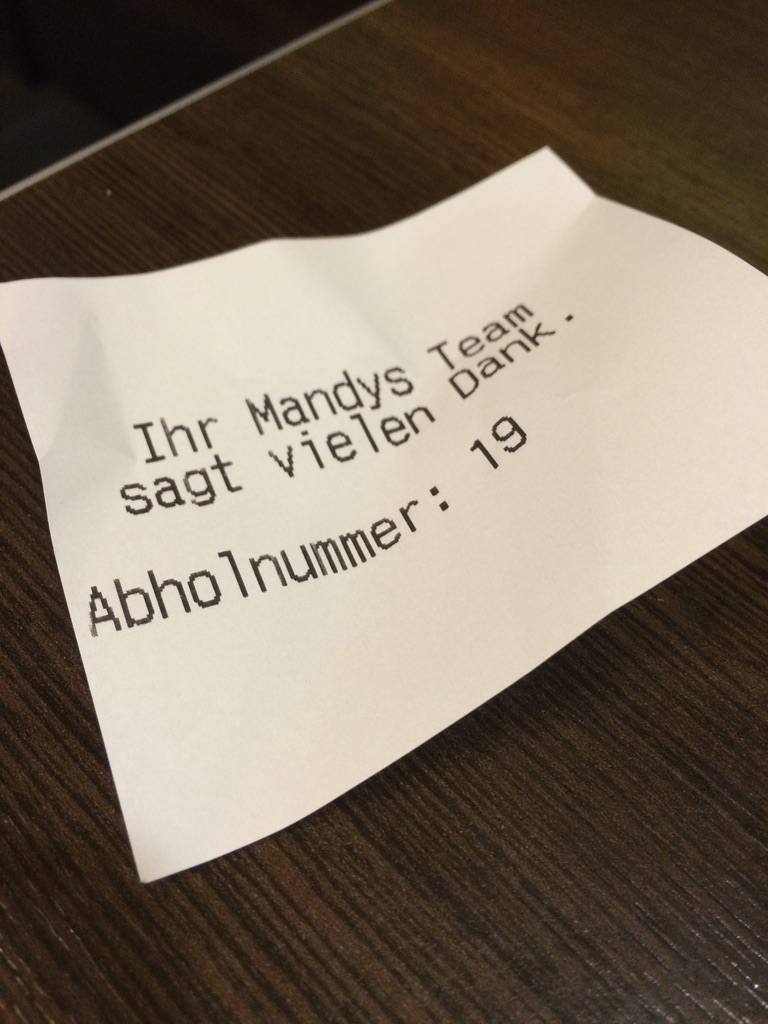 Ihr Mandys Team
sagt vielen Dank.
Abholnummer: 19